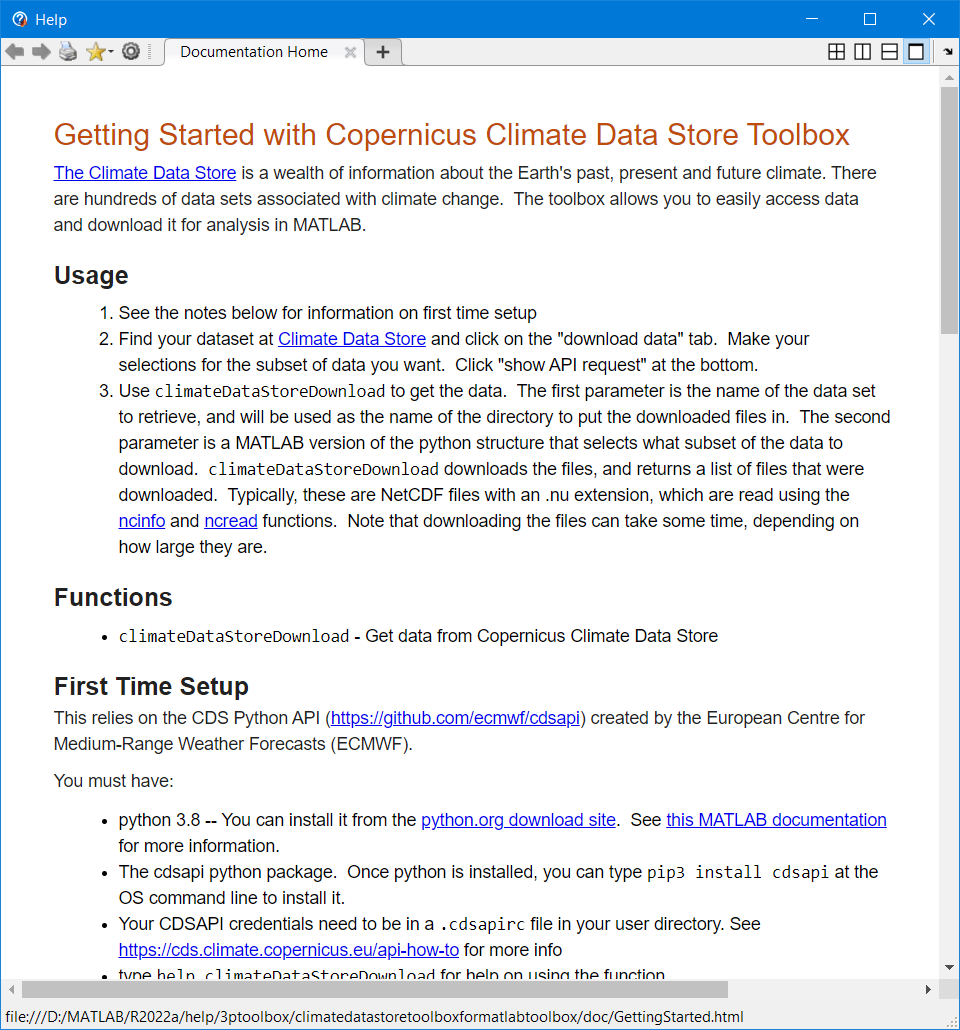 Help
Documentation Home
Getting Started with Copernicus Climate Data Store Toolbox
The Climate Data Store is a wealth of information about the Earth's past, present and future climate. There
are hundreds of data sets associated with climate change.  The toolbox allows you to easily access data
and download it for analysis in MATLAB.
Usage
1. See the notes below for information on first time setup
2. Find your dataset at Climate Data Store and click on the "download data" tab.  Make your
selections for the subset of data you want.  Click "show API request" at the bottom.
3. Use climateDataStoreDownload to get the data.  The first parameter is the name of the data set
to retrieve, and will be used as the name of the directory to put the downloaded files in.  The second
parameter is a MATLAB version of the python structure that selects what subset of the data to
download.  climateDataStoreDownload downloads the files, and returns a list of files that were
downloaded.  Typically, these are NetCDF files with an .nu extension, which are read using the
ncinfo and ncread functions.  Note that downloading the files can take some time, depending on
how large they are.
Functions
• climateDataStoreDownload - Get data from Copernicus Climate Data Store
First Time Setup
This relies on the CDS Python API (https://github.com/ecmwf/cdsapi) created by the European Centre for
Medium-Range Weather Forecasts (ECMWF).
You must have:
• python 3.8 -- You can install it from the python.org download site.  See this MATLAB documentation
for more information.
• The cdsapi python package.  Once python is installed, you can type pip3 install cdsapi at the
OS command line to install it.
• Your CDSAPI credentials need to be in a .cdsapirc file in your user directory. See
https://cds.climate.copernicus.eu/api-how-to for more info
• type help climateDataStoreDownload for help on using the function
file:///D:/MATLAB/R2022a/help/3ptoolbox/climatedatastoretoolboxformatlabtoolbox/doc/GettingStarted.html